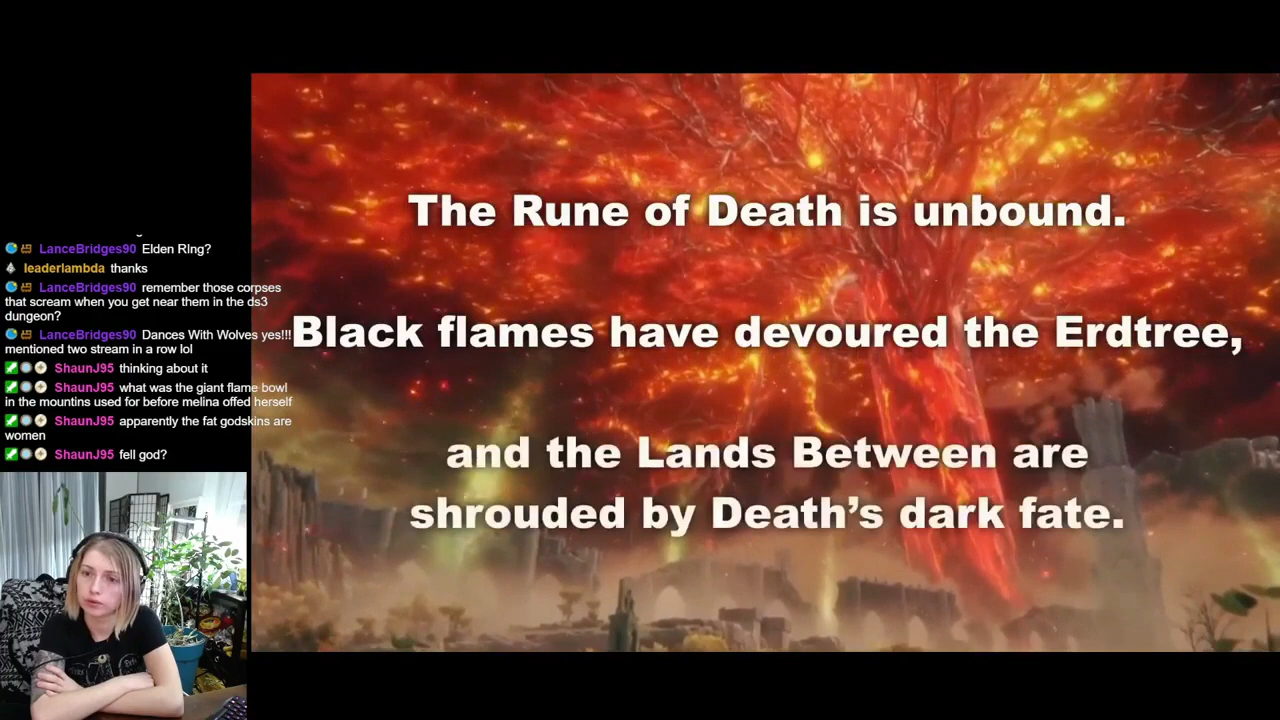 LanceBridges90 Elden RIng?
leaderlambda thanks
LanceBridges90 remember those corpses
that scream when you get near them in the ds3
dungeon?
LanceBridges90 Dances With Wolves yes!!!
mentioned two stream in a row lol
ShaunJ95 thinking about it
ShaunJ95 what was the giant flame bowl
in the mountins used for before melina offed herself
ShaunJ95 apparently the fat godskins are
women
ShaunJ95 fell god?
The Rune of Death is unbound.
Black flames have devoured the Erdtree,
and the Lands Between are
shrouded by Death’s dark fate.